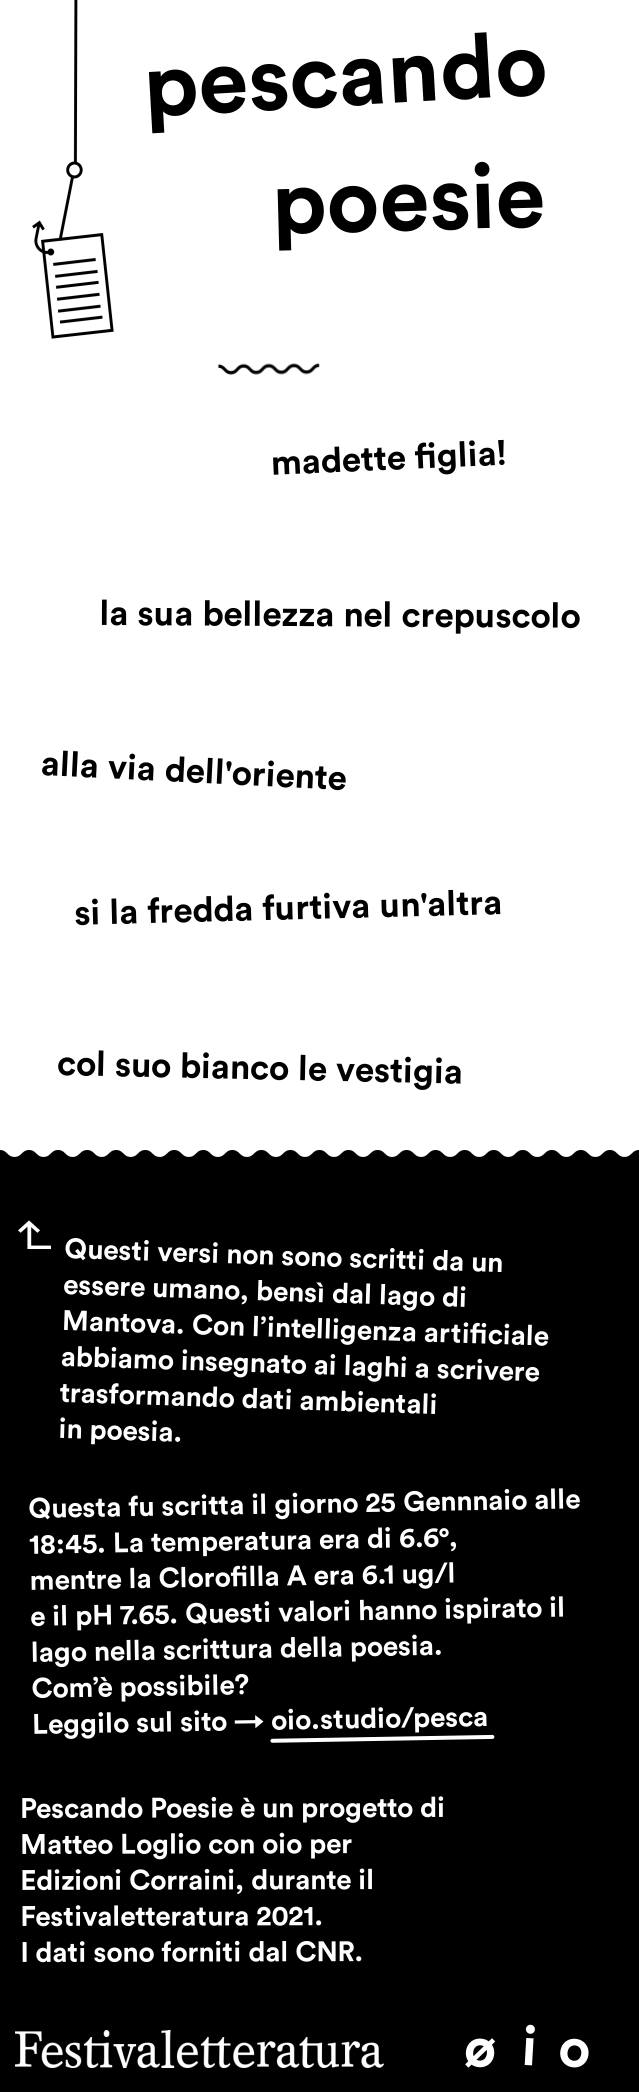 pescando
poesie
madette figlia!
la sua bellezza nel crepuscolo
alla via dell'oriente
si la fredda furtiva un'altra
col suo bianco le vestigia
Questi versi non sono scritti da un
essere umano, bensì dal lago di
Mantova. Con l’intelligenza artificiale
abbiamo insegnato ai laghi a scrivere
trasformando dati ambientali
in poesia.
Questa fu scritta il giorno 25 Gennnaio alle
18:45. La temperatura era di 6.6°,
mentre la Clorofilla A era 6.1 ug/l
e il pH 7.65. Questi valori hanno ispirato il
lago nella scrittura della poesia.
Com’è possibile?
Leggilo sul sito → oio.studio/pesca
Pescando Poesie è un progetto di
Matteo Loglio con oio per
Edizioni Corraini, durante il
Festivaletteratura 2021.
I dati sono forniti dal CNR.
Festivaletteratura øio